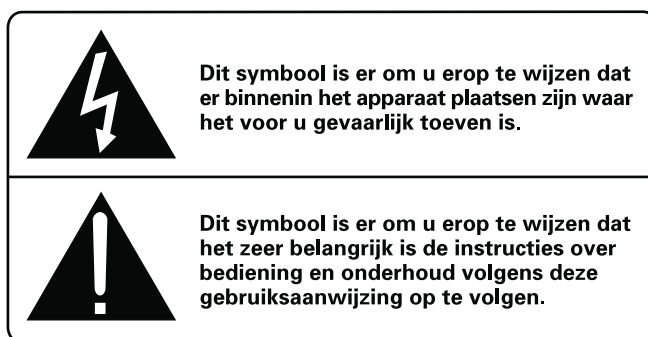 Dit symbool is er om u erop te wijzen dat
er binnenin het apparaat plaatsen zijn waar
het voor u gevaarlijk toeven is.
Dit symbool is er om u erop te wijzen dat
het zeer belangrijk is de instructies over
bediening en onderhoud volgens deze
gebruiksaanwijzing op te volgen.